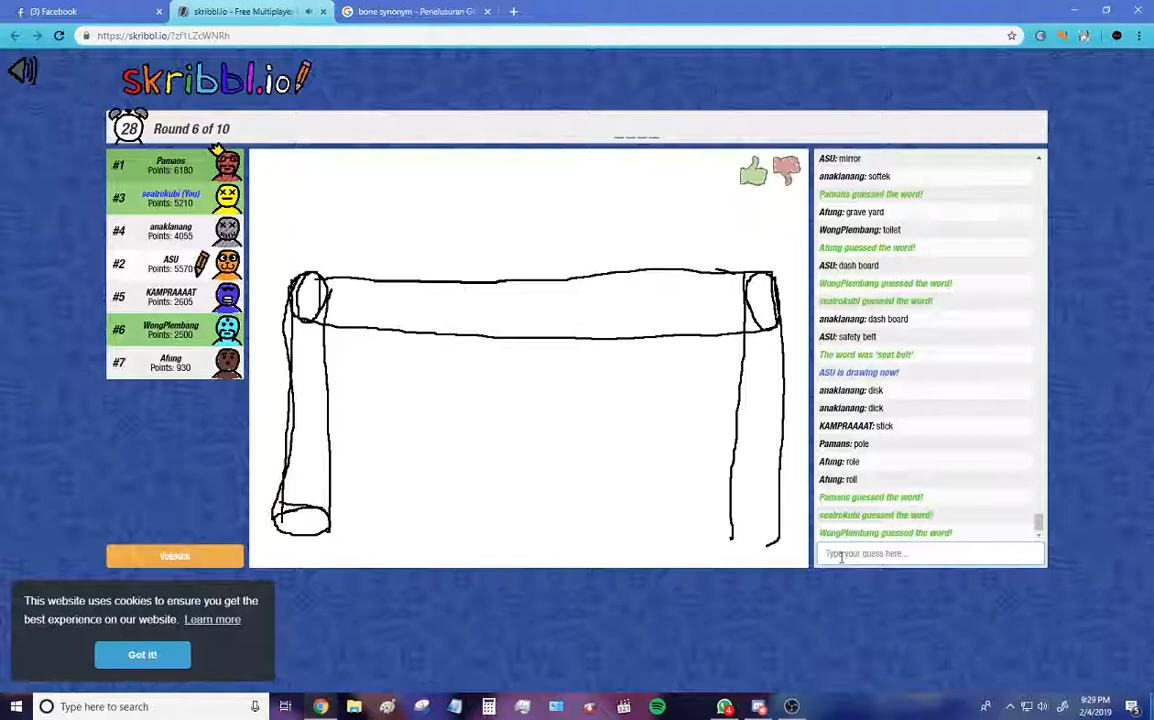 (3) Facebook
skribbl.io - Free Multiplayer
bone synonym - Penelusuran Go
https://skribbl.io/?zf1LZcWNRh
skribbl.io
28
Round 6 of 10
_ _ _ _
#1
Pamans
Points: 6180
#3
sealrokubi (You)
Points: 5210
#4
anaklanang
Points: 4055
#2
ASU
Points: 5570
#5
KAMPRAAAAT
Points: 2605
#6
WongPlembang
Points: 2500
#7
Afung
Points: 930
Votekick
ASU: mirror
anaklanang: softek
Pamans guessed the word!
Afung: grave yard
WongPlembang: toilet
Afung guessed the word!
ASU: dash board
WongPlembang guessed the word!
sealrokubi guessed the word!
anaklanang: dash board
ASU: safety belt
The word was 'seat belt'
ASU is drawing now!
anaklanang: disk
anaklanang: dick
KAMPRAAAAT: stick
Pamans: pole
Afung: role
Afung: roll
Pamans guessed the word!
sealrokubi guessed the word!
WongPlembang guessed the word!
Type your guess here...
This website uses cookies to ensure you get the
best experience on our website. Learn more
Got it!
Type here to search
4
9:29 PM
2/4/2019